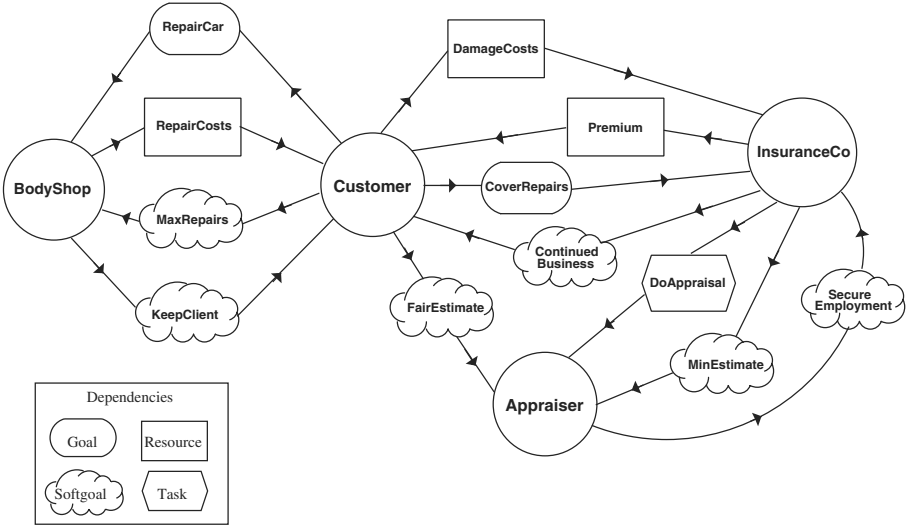 RepairCar
DamageCosts
RepairCosts
Premium
InsuranceCo
BodyShop
Customer
CoverRepairs
MaxRepairs
Continued
Business
DoAppraisal
Secure
Employment
KeepClient
FairEstimate
MinEstimate
Appraiser
Dependencies
Goal
Resource
Softgoal
Task